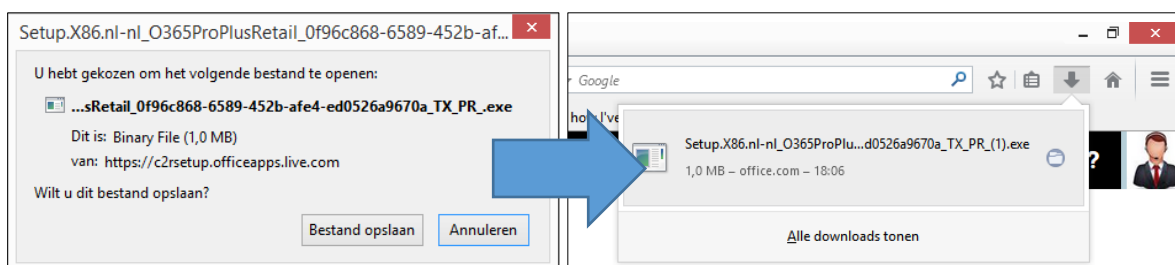 Setup.X86.nl-nl_O365ProPlusRetail_0f96c868-6589-452b-af...
U hebt gekozen om het volgende bestand te openen:
...sRetail_0f96c868-6589-452b-afe4-ed0526a9670a_TX_PR_.exe
Dit is: Binary File (1,0 MB)
van: https://c2rsetup.officeapps.live.com
Wilt u dit bestand opslaan?
Bestand opslaan Annuleren
Google
how I've
Setup.X86.nl-nl_O365ProPlu...d0526a9670a_TX_PR_(1).exe
1,0 MB – office.com – 18:06
?
Alle downloads tonen